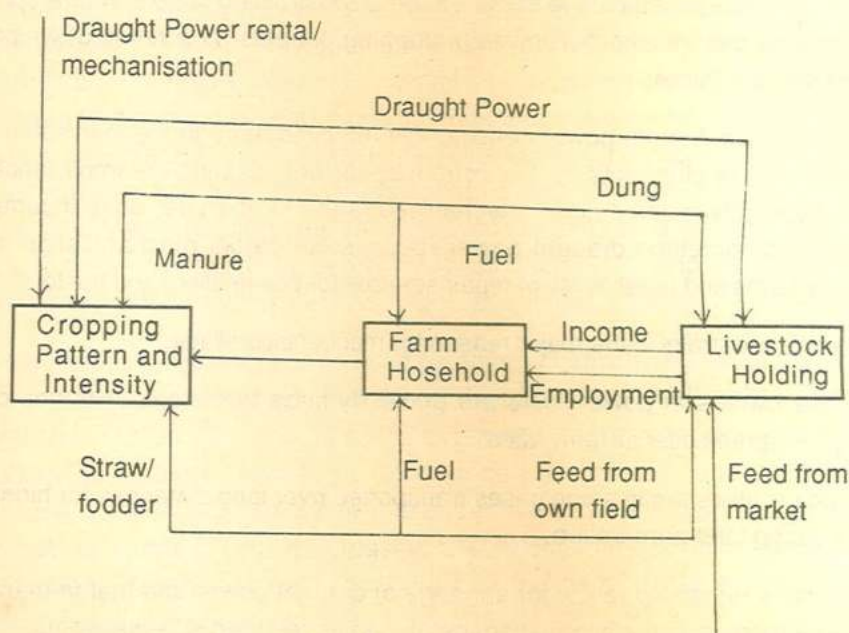 Draught Power rental/
mechanisation
Draught Power
Dung
Manure
Fuel
Cropping
Pattern and
Intensity
Farm
Hosehold
Income
Employment
Livestock
Holding
Straw/
fodder
Fuel
Feed from
own field
Feed from
market